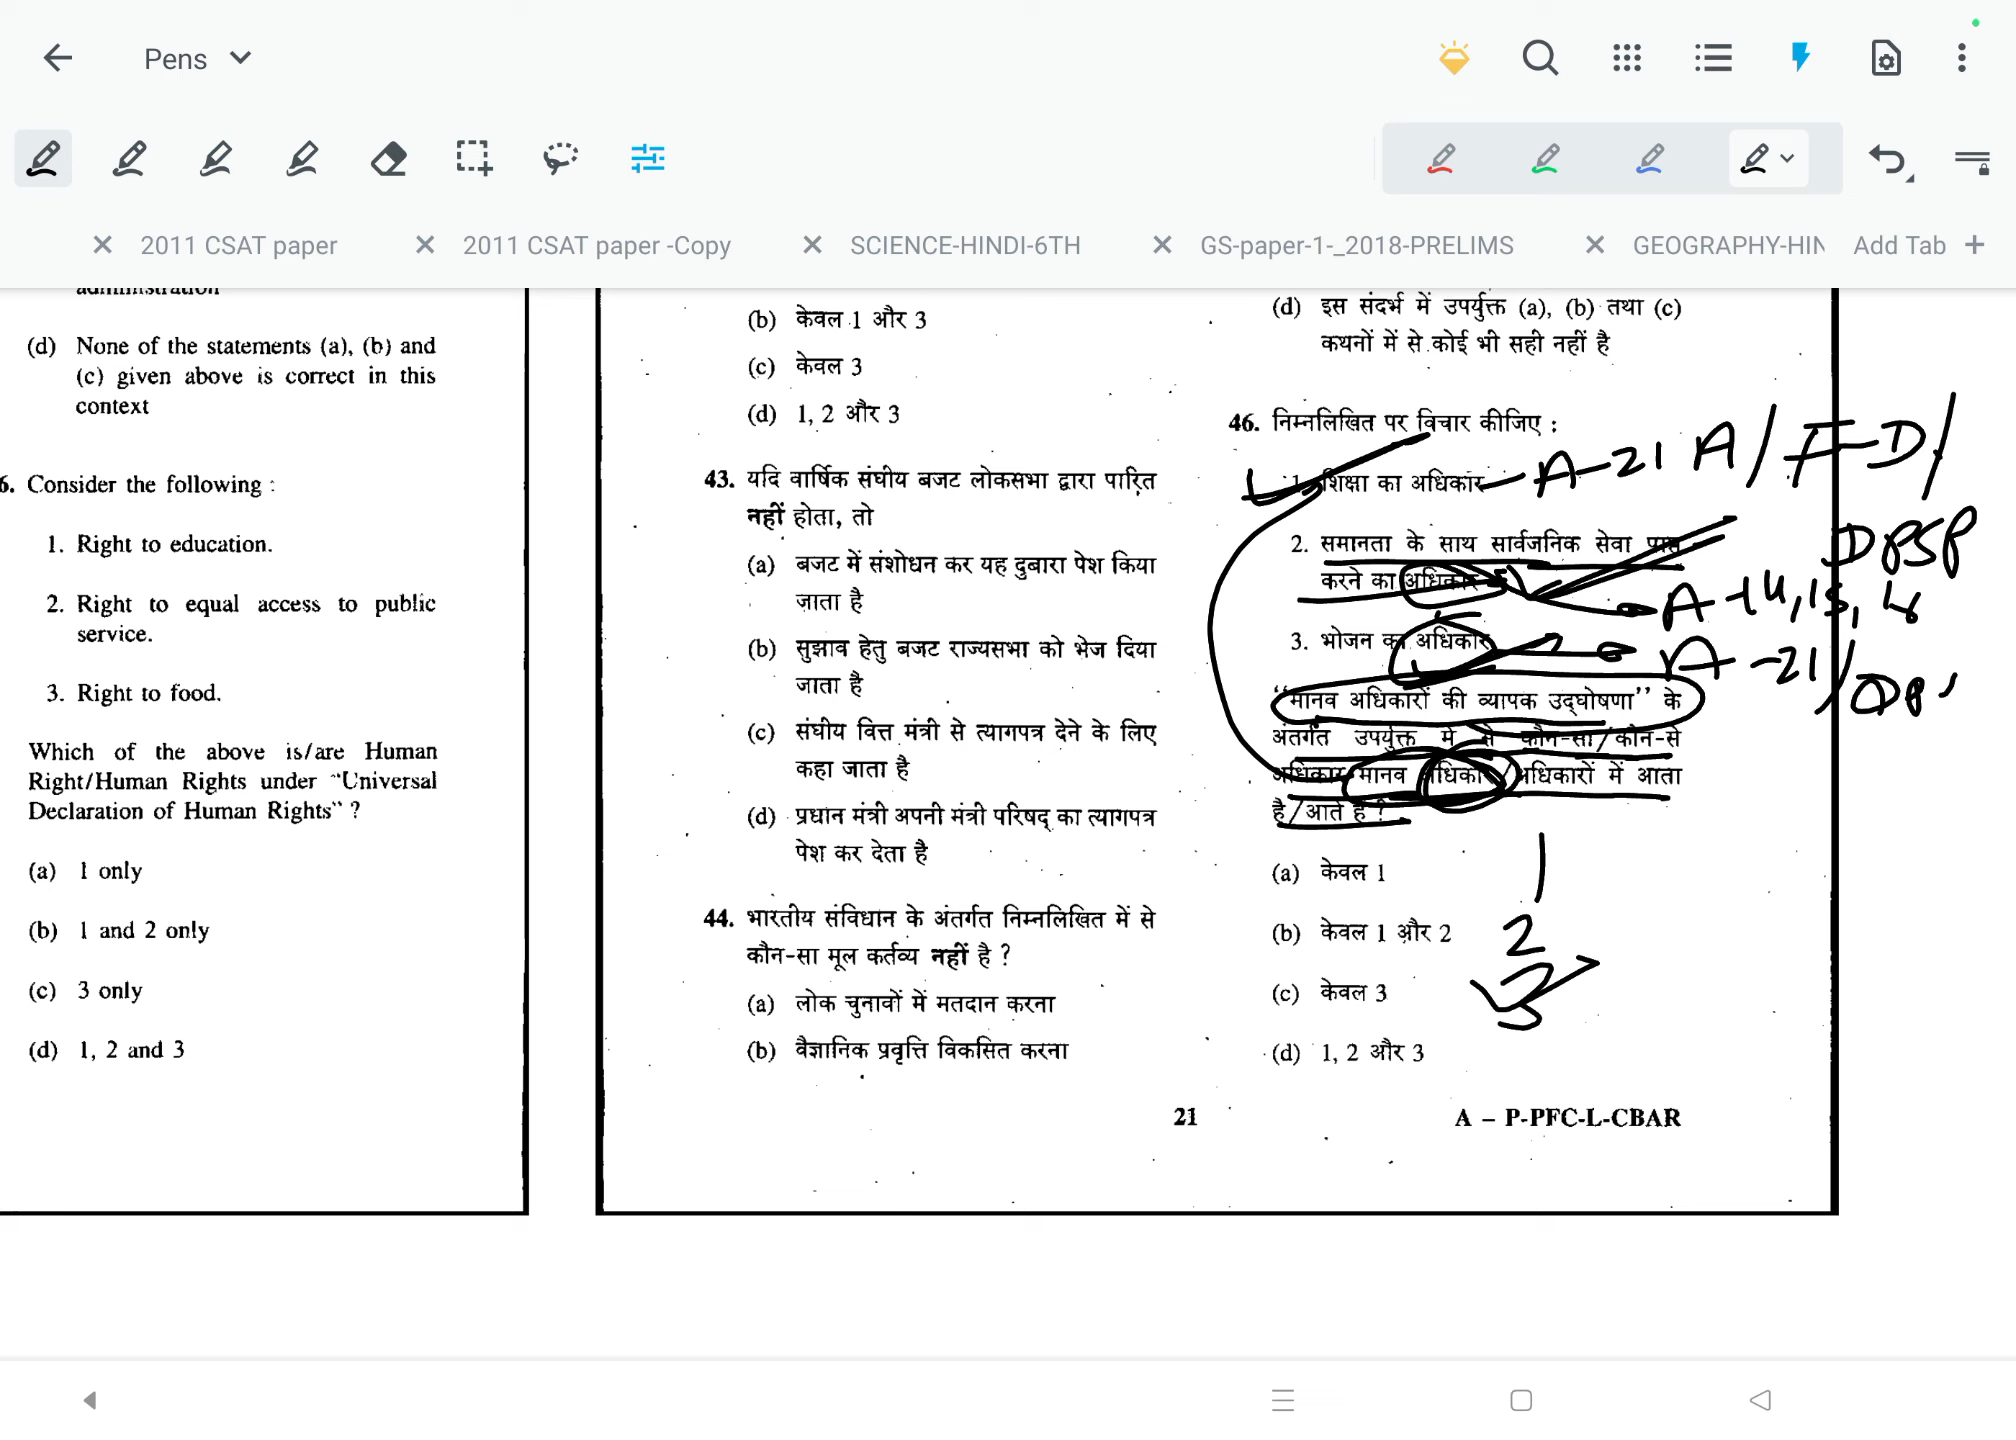 Pens
2011 CSAT paper
2011 CSAT paper -Copy
SCIENCE-HINDI-6TH
GS-paper-1-_2018-PRELIMS
GEOGRAPHY-HIN
Add Tab +
administration
(d) None of the statements (a), (b) and
(c) given above is correct in this
context
6. Consider the following :
1. Right to education.
2. Right to equal access to public
service.
3. Right to food.
Which of the above is/are Human
Right/Human Rights under "Universal
Declaration of Human Rights" ?
(a) 1 only
(b) 1 and 2 only
(c) 3 only
(d) 1, 2 and 3
(b) केवल 1 और 3
(c) केवल 3
(d) 1, 2 और 3
43. यदि वार्षिक संघीय बजट लोकसभा द्वारा पारित
नहीं होता, तो
(a) बजट में संशोधन कर यह दुबारा पेश किया
जाता है
(b) सुझाव हेतु बजट राज्यसभा को भेज दिया
जाता है
(c) संघीय वित्त मंत्री से त्यागपत्र देने के लिए
कहा जाता है
(d) प्रधान मंत्री अपनी मंत्री परिषद् का त्यागपत्र
पेश कर देता है
44. भारतीय संविधान के अंतर्गत निम्नलिखित में से
कौन-सा मूल कर्तव्य नहीं है ?
(a) लोक चुनावों में मतदान करना
(b) वैज्ञानिक प्रवृत्ति विकसित करना
(d) इस संदर्भ में उपर्युक्त (a), (b) तथा (c)
कथनों में से कोई भी सही नहीं है
46. निम्नलिखित पर विचार कीजिए :
1. शिक्षा का अधिकार A-21 A/ F-D/
DPSP
2. समानता के साथ सार्वजनिक सेवा प्राप्त
करने का अधिकार A-14, 15, 16
3. भोजन का अधिकार A-21/
"मानव अधिकारों की व्यापक उद्घोषणा" के
अंतर्गत उपर्युक्त में से कौन-सा/कौन-से
अधिकार मानव अधिकार/अधिकारों में आता
है/आते हैं ?
(a) केवल 1
(b) केवल 1 और 2
(c) केवल 3
(d) 1, 2 और 3
1
2
3
21
A – P-PFC-L-CBAR